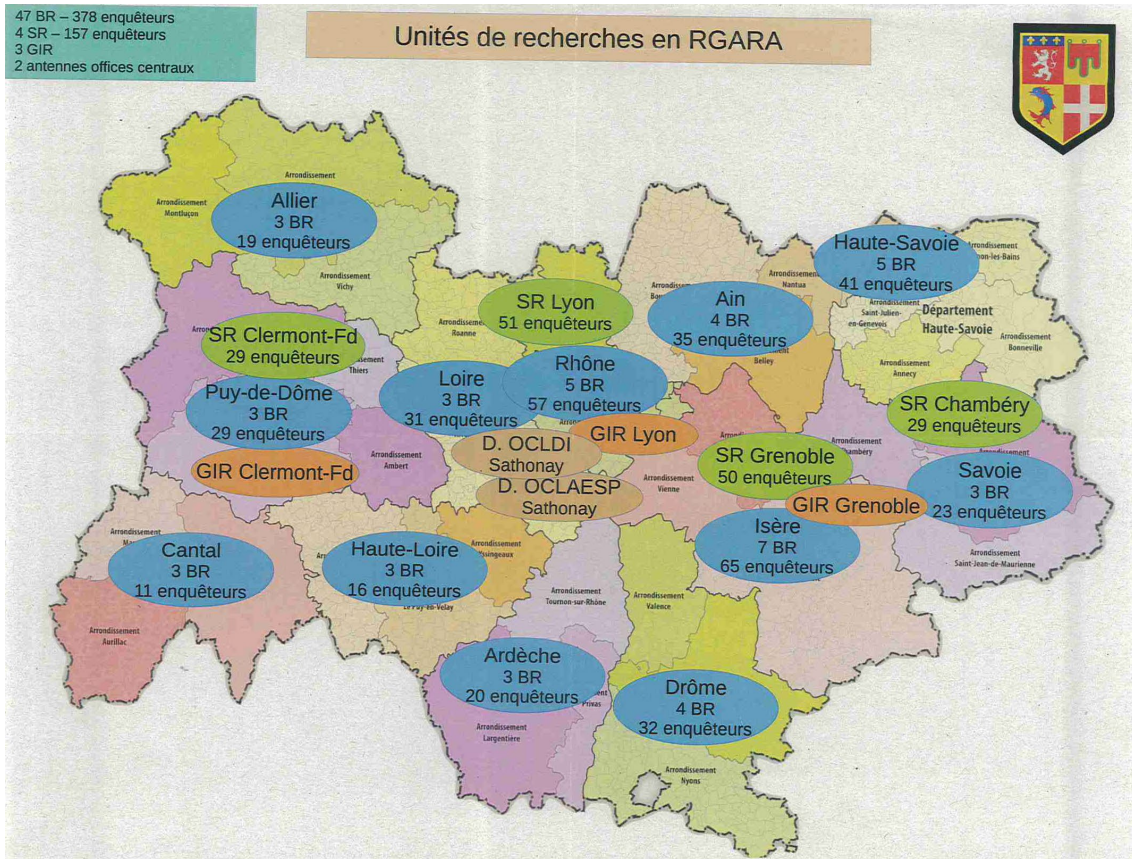 47 BR – 378 enquêteurs
4 SR – 157 enquêteurs
3 GIR
2 antennes offices centraux
Unités de recherches en RGARA
Arrondissement
Arrondissement
Montluçon
Allier
3 BR
19 enquêteurs
Arrondissement
Vichy
Haute-Savoie
5 BR
41 enquêteurs
Arrondissement
Arrondissement
Nantua
Arrondissement
Saint-Julien-
en-Genevois
Département
Haute-Savoie
Arrondissement
Bonneville
Arrondissement
Annecy
SR Lyon
51 enquêteurs
Ain
4 BR
35 enquêteurs
Belley
Roanne
SR Clermont-Fd
29 enquêteurs
Thiers
Puy-de-Dôme
3 BR
29 enquêteurs
Loire
3 BR
31 enquêteurs
Rhône
5 BR
57 enquêteurs
SR Chambéry
29 enquêteurs
GIR Lyon
Arrondissement
D. OCLDI
Sathonay
SR Grenoble
50 enquêteurs
Arrondissement
Ambert
GIR Clermont-Fd
Arrondissement
Vienne
Savoie
3 BR
23 enquêteurs
D. OCLAESP
Sathonay
GIR Grenoble
Isère
7 BR
65 enquêteurs
Cantal
3 BR
11 enquêteurs
Haute-Loire
3 BR
16 enquêteurs
Arrondissement
Arrondissement
Saint-Jean-de-Maurienne
Arrondissement
Tournon-sur-Rhône
Arrondissement
Valence
Arrondissement
Aurillac
Ardèche
3 BR
20 enquêteurs
Privas
Drôme
4 BR
32 enquêteurs
Arrondissement
Largentière
Arrondissement
Nyons